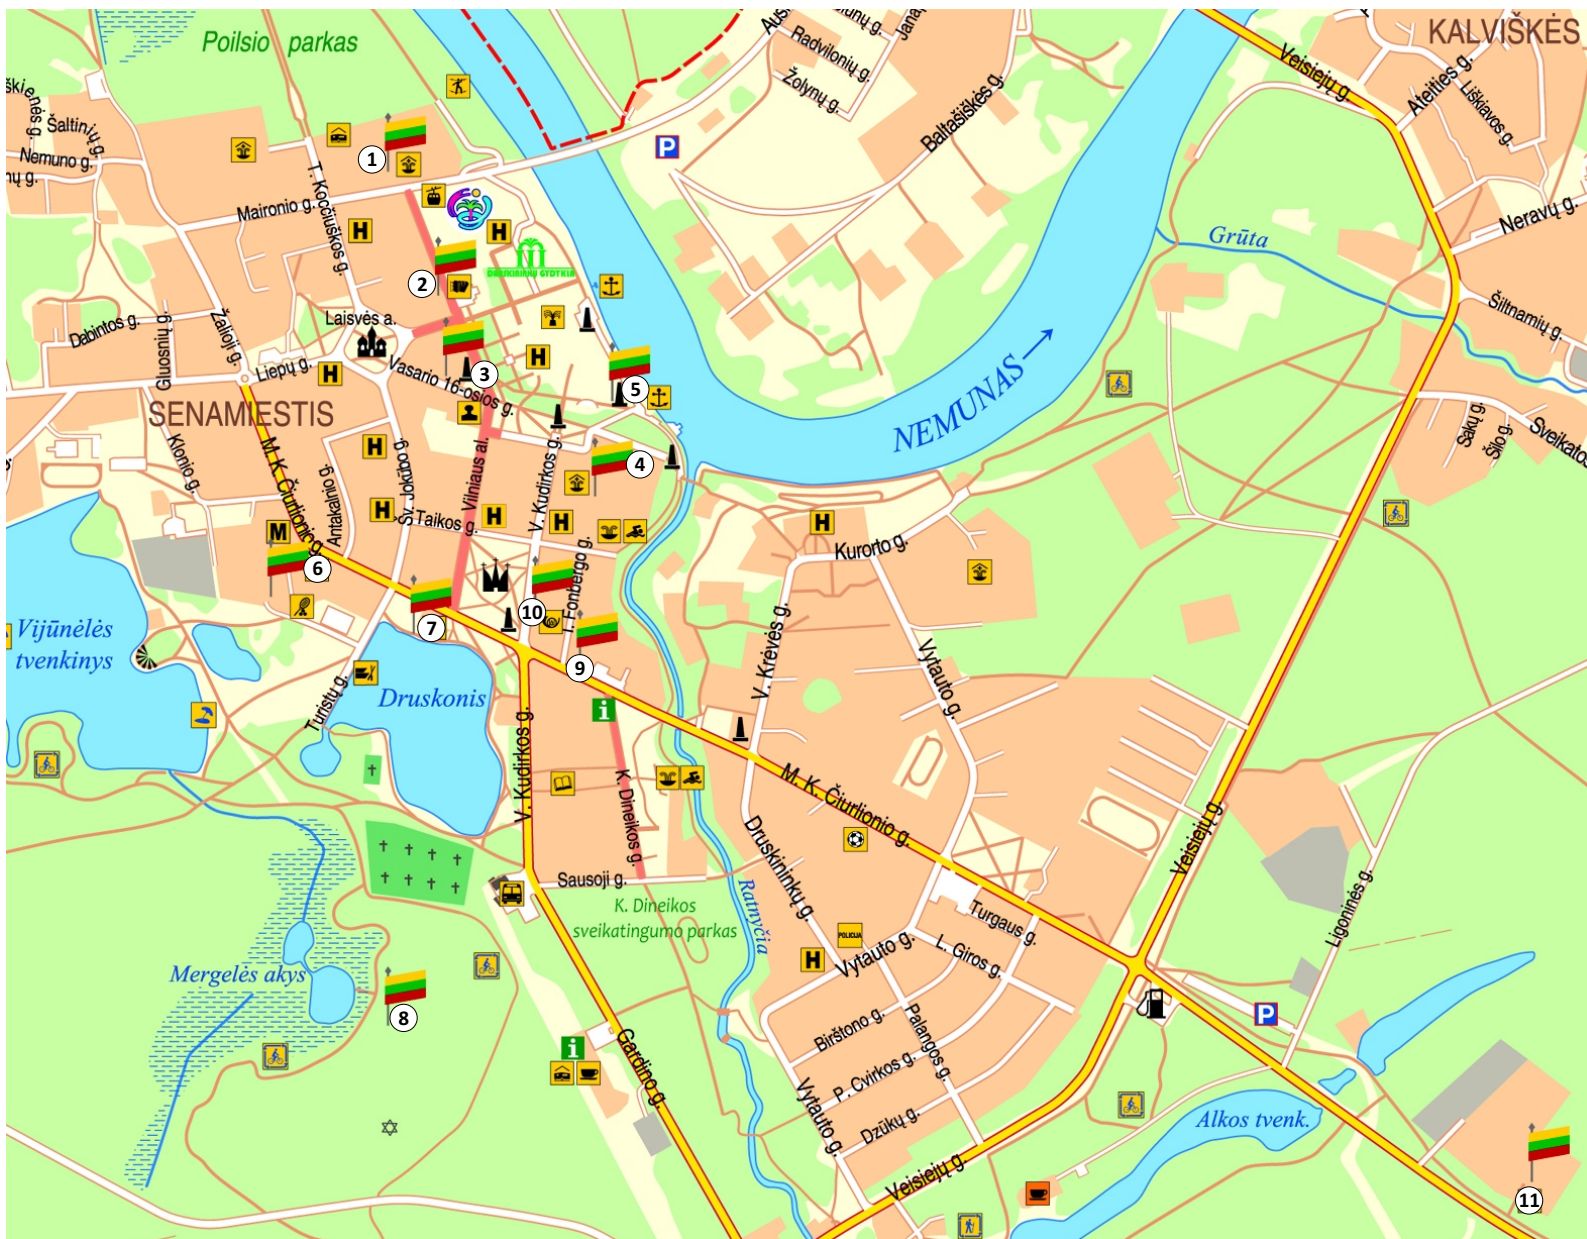 Poilsio parkas
KALVIŠKĖS
Veisiejų g.
Ateities g.
Liškiavos g.
Radvilonių g.
Žolynų g.
Baltašiškės g.
Šaltinių g.
Nemuno g.
P
1
T. Kosčiuškos g.
Maironio g.
H
H
DRUSKININKŲ GYDYKLA
Neravų g.
Grūta
2
Šiltnamių g.
Dabintos g.
Gluosnių g.
Žalioji g.
Laisvės a.
Liepų g.
H
Vasario 16-osios g.
3
H
5
NEMUNAS
SENAMIESTIS
Klonio g.
M. K. Čiurlionio g.
Antakalnio g.
H
Šv. Jokūbo g.
Vilniaus al.
V. Kudirkos g.
4
Sakų g.
Šilo g.
H
Taikos g.
H
H
H
Kurorto g.
M
6
I. Fonbergo g.
7
10
9
Vijūnėlės
tvenkinys
Turistų g.
Druskonis
V. Krėvės g.
Vytauto g.
i
V. Kudirkos g.
K. Dineikos g.
M. K. Čiurlionio g.
Druskininkų g.
Veisiejų g.
Sausoji g.
K. Dineikos
sveikatingumo parkas
Ratnyčia
Turgaus g.
L. Giros g.
Ligoninės g.
POLICIJA
H
Vytauto g.
Mergelės akys
8
P
Birštono g.
Palangos g.
P. Cvirkos g.
Dzūkų g.
Vytauto g.
i
Gardino g.
Alkos tvenk.
Veisiejų g.
11